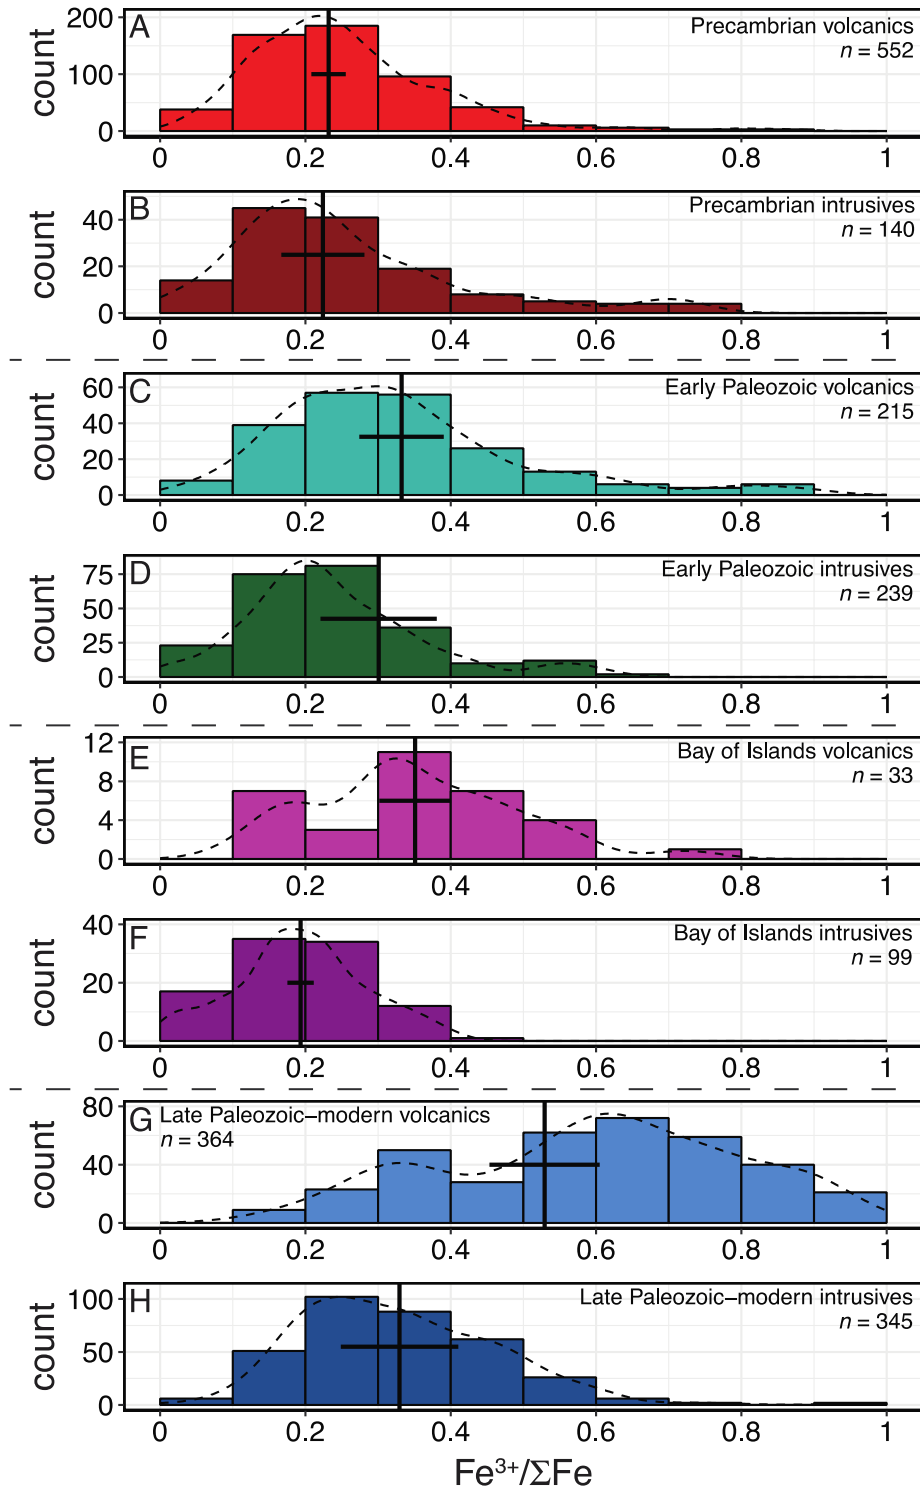 A
Precambrian volcanics
n = 552
count
200
100
0
0 0.2 0.4 0.6 0.8 1
B
Precambrian intrusives
n = 140
count
40
20
0
0 0.2 0.4 0.6 0.8 1
C
Early Paleozoic volcanics
n = 215
count
60
40
20
0
0 0.2 0.4 0.6 0.8 1
D
Early Paleozoic intrusives
n = 239
count
75
50
25
0
0 0.2 0.4 0.6 0.8 1
E
Bay of Islands volcanics
n = 33
count
12
8
4
0
0 0.2 0.4 0.6 0.8 1
F
Bay of Islands intrusives
n = 99
count
40
20
0
0 0.2 0.4 0.6 0.8 1
G
Late Paleozoic–modern volcanics
n = 364
count
80
40
0
0 0.2 0.4 0.6 0.8 1
H
Late Paleozoic–modern intrusives
n = 345
count
100
50
0
0 0.2 0.4 0.6 0.8 1
Fe³⁺/ΣFe